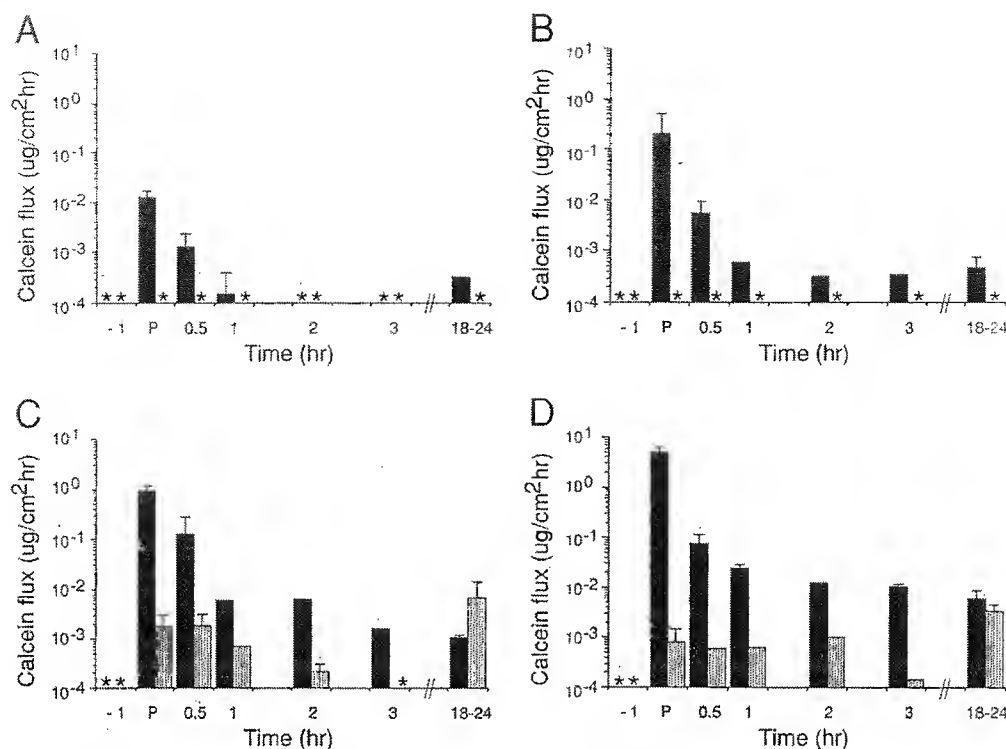 A
B
Calcein flux (ug/cm²hr)
10¹
10⁰
10⁻¹
10⁻²
10⁻³
10⁻⁴
** * * * ** ** *
- 1 P 0.5 1 2 3 // 18-24
Time (hr)
Calcein flux (ug/cm²hr)
10¹
10⁰
10⁻¹
10⁻²
10⁻³
10⁻⁴
** * * * * * *
- 1 P 0.5 1 2 3 // 18-24
Time (hr)
C
D
Calcein flux (ug/cm²hr)
10¹
10⁰
10⁻¹
10⁻²
10⁻³
10⁻⁴
** *
- 1 P 0.5 1 2 3 // 18-24
Time (hr)
Calcein flux (ug/cm²hr)
10¹
10⁰
10⁻¹
10⁻²
10⁻³
10⁻⁴
**
- 1 P 0.5 1 2 3 // 18-24
Time (hr)